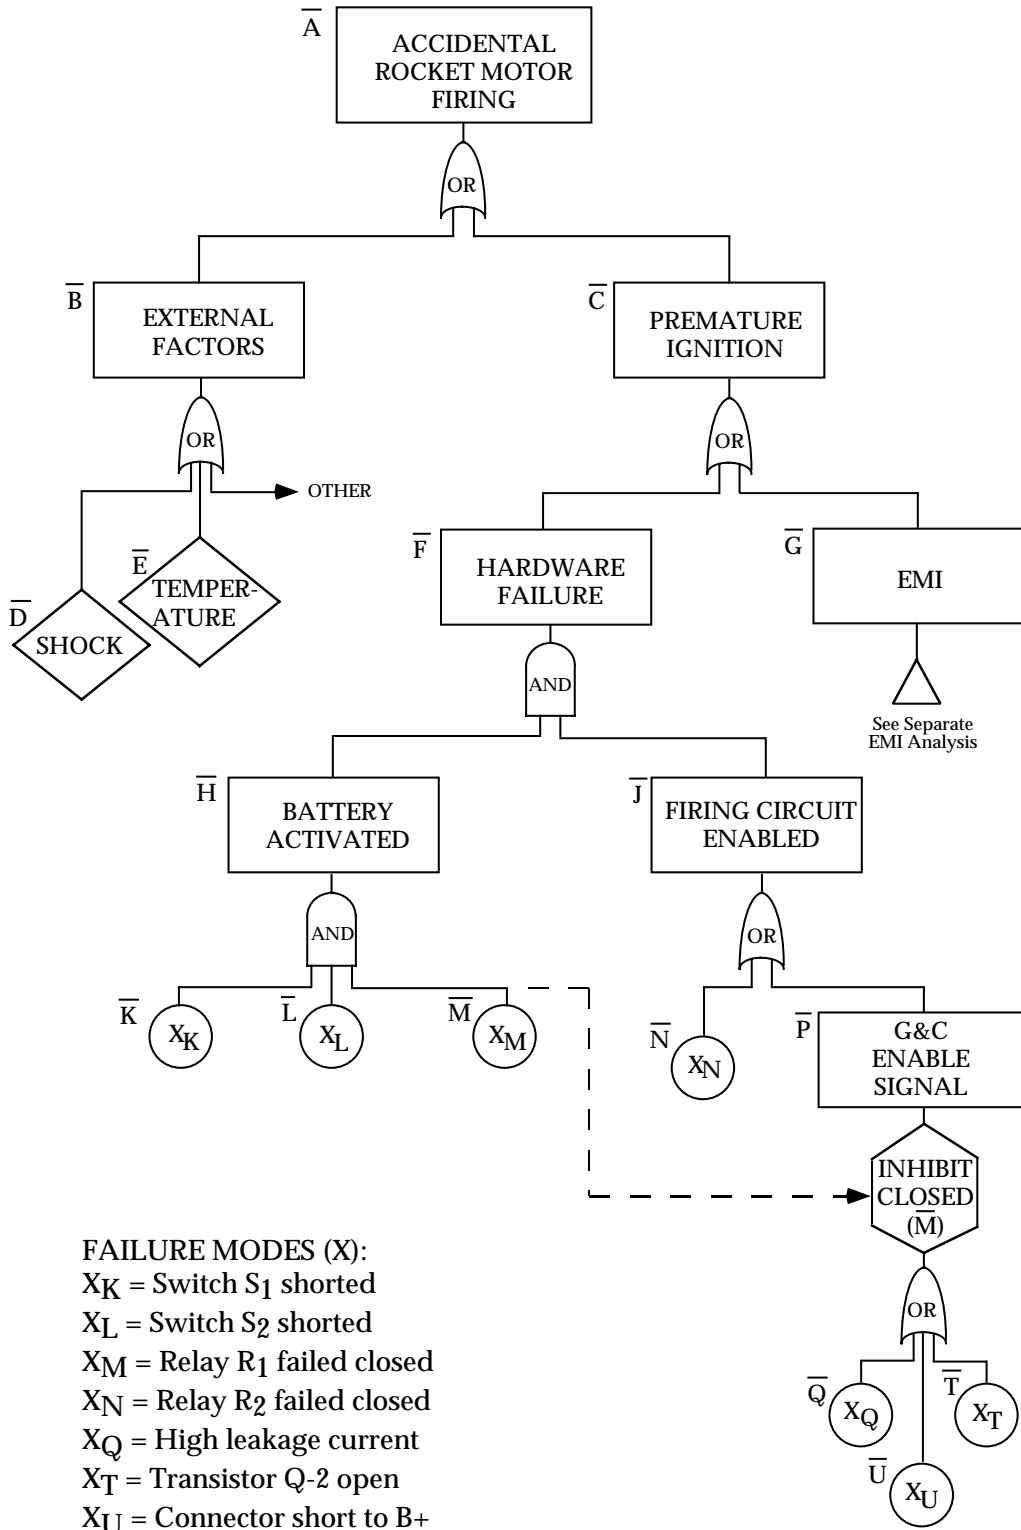 A̅
ACCIDENTAL
ROCKET MOTOR
FIRING
OR
B̅
EXTERNAL
FACTORS
C̅
PREMATURE
IGNITION
OR
OR
OTHER
D̅
SHOCK
E̅
TEMPER-
ATURE
F̅
HARDWARE
FAILURE
G̅
EMI
AND
See Separate
EMI Analysis
H̅
BATTERY
ACTIVATED
J̅
FIRING CIRCUIT
ENABLED
AND
OR
K̅
XK
L̅
XL
M̅
XM
N̅
XN
P̅
G&C
ENABLE
SIGNAL
INHIBIT
CLOSED
(M̅)
OR
Q̅
XQ
T̅
XT
U̅
XU
FAILURE MODES (X):
XK = Switch S1 shorted
XL = Switch S2 shorted
XM = Relay R1 failed closed
XN = Relay R2 failed closed
XQ = High leakage current
XT = Transistor Q-2 open
XU = Connector short to B+